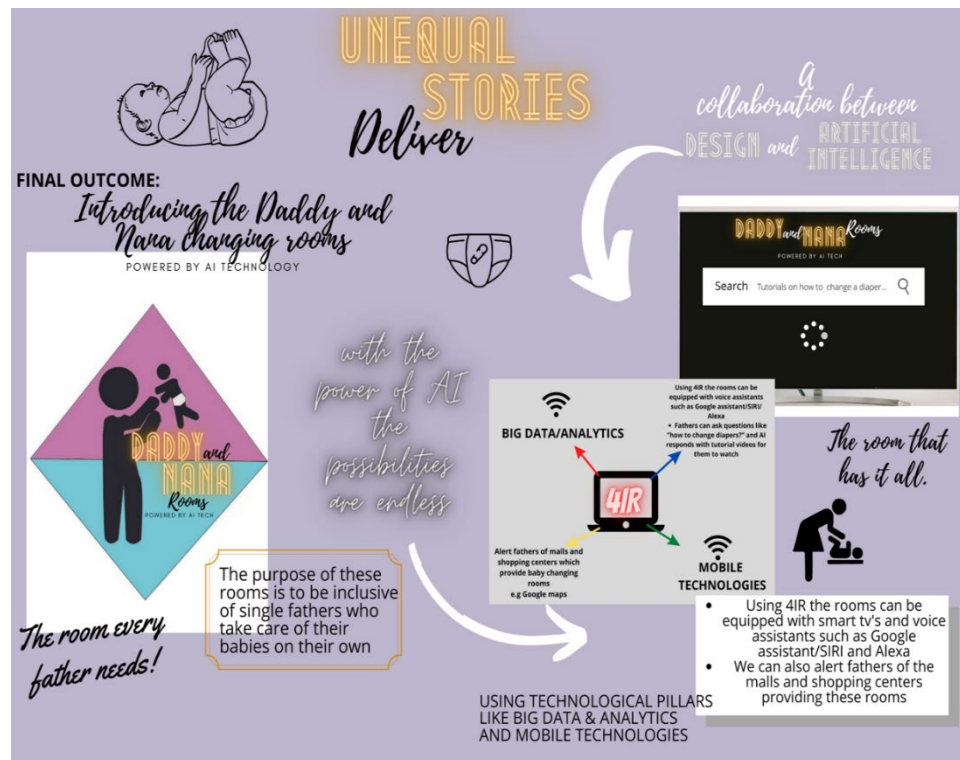 UNEQUAL
STORIES
Deliver
A
collaboration between
DESIGN and ARTIFICIAL
INTELLIGENCE
FINAL OUTCOME:
Introducing the Daddy and
Nana changing rooms
POWERED BY AI TECHNOLOGY
DADDY and NANA Rooms
POWERED BY AI TECH
Search Tutorials on how to change a diaper...
with the
power of AI
the
possibilities
are endless
DADDY and
NANA
Rooms
POWERED BY AI TECH
BIG DATA/ANALYTICS
Using 4IR the rooms can be
equipped with voice assistants
such as Google assistant/SIRI/
Alexa
• Fathers can ask questions like
"how to change diapers?" and AI
responds with tutorial videos for
them to watch
4IR
Alert fathers of malls and
shopping centers which
provide baby changing
rooms
e.g Google maps
MOBILE
TECHNOLOGIES
The room that
has it all.
The purpose of these
rooms is to be inclusive
of single fathers who
take care of their
babies on their own
The room every
father needs!
• Using 4IR the rooms can be
equipped with smart tv's and voice
assistants such as Google
assistant/SIRI and Alexa
• We can also alert fathers of the
malls and shopping centers
providing these rooms
USING TECHNOLOGICAL PILLARS
LIKE BIG DATA & ANALYTICS
AND MOBILE TECHNOLOGIES